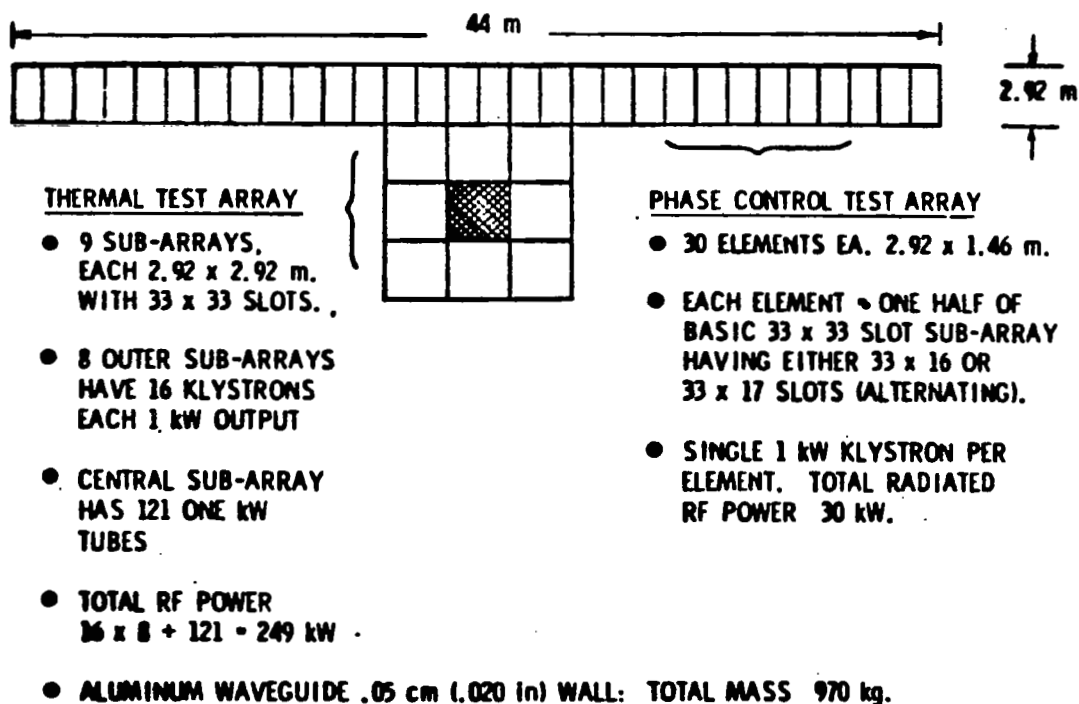 44 m
2.92 m
THERMAL TEST ARRAY
● 9 SUB-ARRAYS,
EACH 2.92 x 2.92 m.
WITH 33 x 33 SLOTS.
● 8 OUTER SUB-ARRAYS
HAVE 16 KLYSTRONS
EACH 1 kW OUTPUT
● CENTRAL SUB-ARRAY
HAS 121 ONE kW
TUBES
● TOTAL RF POWER
16 x 8 + 121 = 249 kW
PHASE CONTROL TEST ARRAY
● 30 ELEMENTS EA. 2.92 x 1.46 m.
● EACH ELEMENT = ONE HALF OF
BASIC 33 x 33 SLOT SUB-ARRAY
HAVING EITHER 33 x 16 OR
33 x 17 SLOTS (ALTERNATING).
● SINGLE 1 kW KLYSTRON PER
ELEMENT. TOTAL RADIATED
RF POWER 30 kW.
● ALUMINUM WAVEGUIDE .05 cm (.020 in) WALL: TOTAL MASS 970 kg.